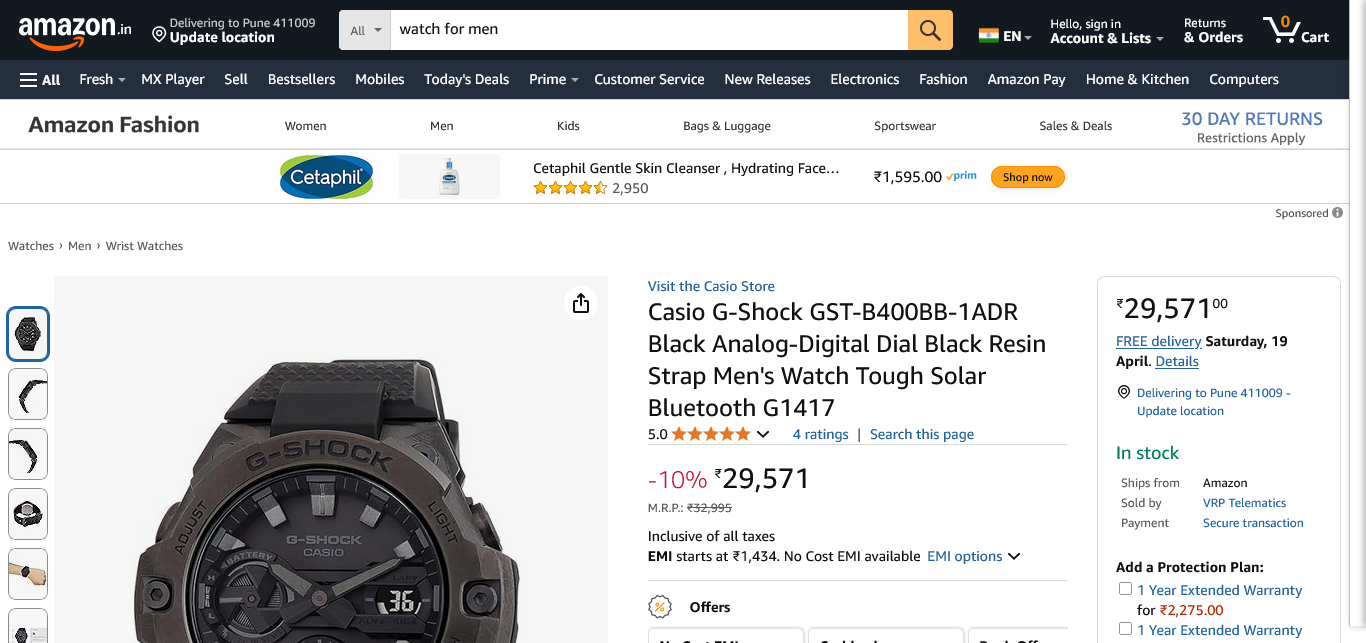 amazon.in
Delivering to Pune 411009
Update location
All
watch for men
EN
Hello, sign in
Account & Lists
Returns
& Orders
0
Cart
All
Fresh
MX Player
Sell
Bestsellers
Mobiles
Today's Deals
Prime
Customer Service
New Releases
Electronics
Fashion
Amazon Pay
Home & Kitchen
Computers
Amazon Fashion
Women
Men
Kids
Bags & Luggage
Sportswear
Sales & Deals
30 DAY RETURNS
Restrictions Apply
Cetaphil
Cetaphil Gentle Skin Cleanser , Hydrating Face…
2,950
₹1,595.00
prim
Shop now
Sponsored
Watches › Men › Wrist Watches
G-SHOCK
ADJUST
LIGHT
G-SHOCK
CASIO
BATTERY
H
L
36
Visit the Casio Store
Casio G-Shock GST-B400BB-1ADR
Black Analog-Digital Dial Black Resin
Strap Men's Watch Tough Solar
Bluetooth G1417
5.0
4 ratings | Search this page
-10% ₹29,571
M.R.P.: ₹32,995
Inclusive of all taxes
EMI starts at ₹1,434. No Cost EMI available EMI options
% Offers
₹29,57100
FREE delivery Saturday, 19
April. Details
Delivering to Pune 411009 -
Update location
In stock
Ships from Amazon
Sold by VRP Telematics
Payment Secure transaction
Add a Protection Plan:
1 Year Extended Warranty
for ₹2,275.00
1 Year Extended Warranty